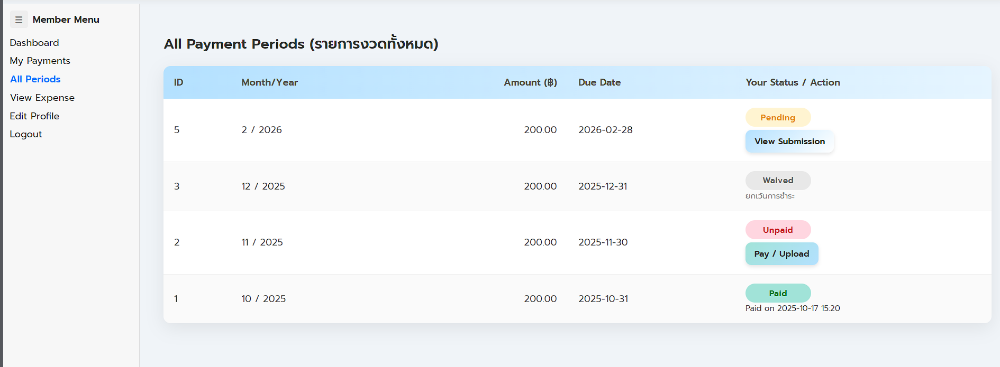 ☰ Member Menu
Dashboard
My Payments
All Periods
View Expense
Edit Profile
Logout
All Payment Periods (รายการงวดทั้งหมด)
ID Month/Year Amount (฿) Due Date Your Status / Action
5 2 / 2026 200.00 2026-02-28 Pending
View Submission
3 12 / 2025 200.00 2025-12-31 Waived
ยกเว้นการชำระ
2 11 / 2025 200.00 2025-11-30 Unpaid
Pay / Upload
1 10 / 2025 200.00 2025-10-31 Paid
Paid on 2025-10-17 15:20